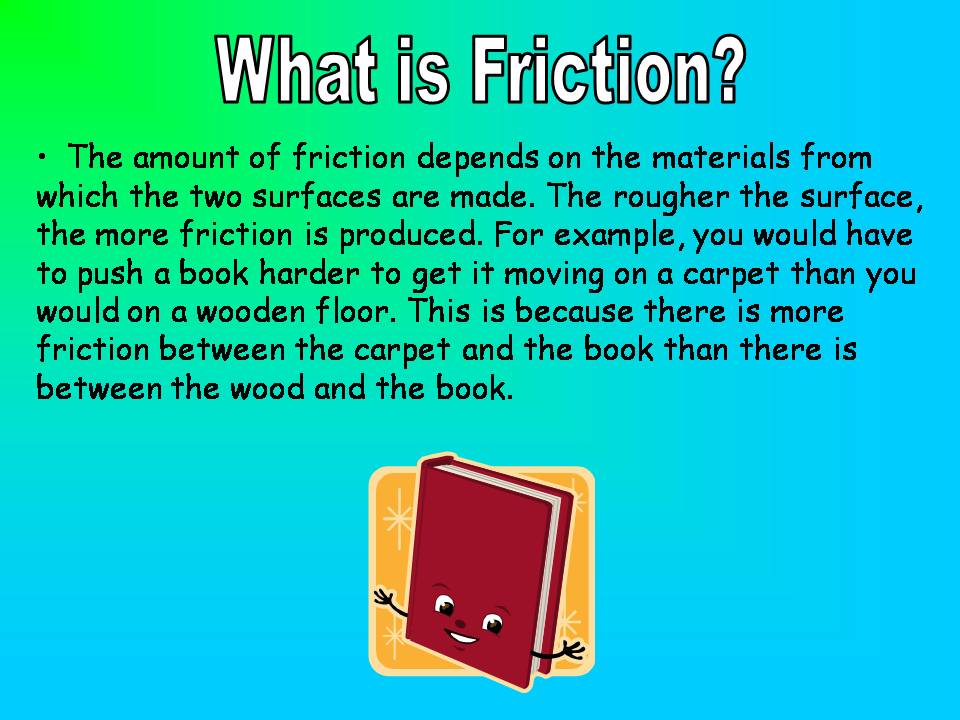 What is Friction?
• The amount of friction depends on the materials from
which the two surfaces are made. The rougher the surface,
the more friction is produced. For example, you would have
to push a book harder to get it moving on a carpet than you
would on a wooden floor. This is because there is more
friction between the carpet and the book than there is
between the wood and the book.